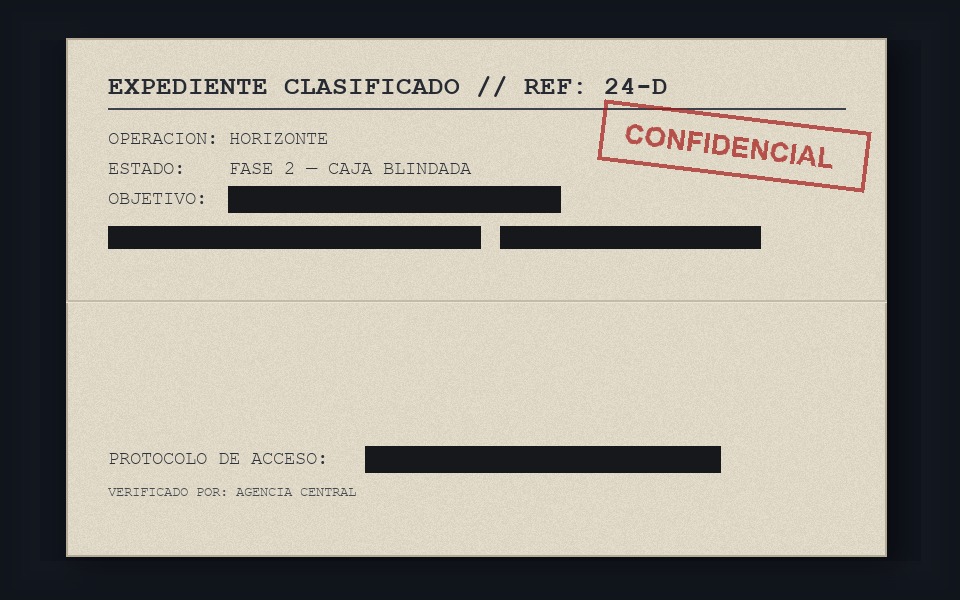 EXPEDIENTE CLASIFICADO // REF: 24-D
CONFIDENCIAL
OPERACION: HORIZONTE
ESTADO: FASE 2 — CAJA BLINDADA
OBJETIVO:
PROTOCOLO DE ACCESO:
VERIFICADO POR: AGENCIA CENTRAL